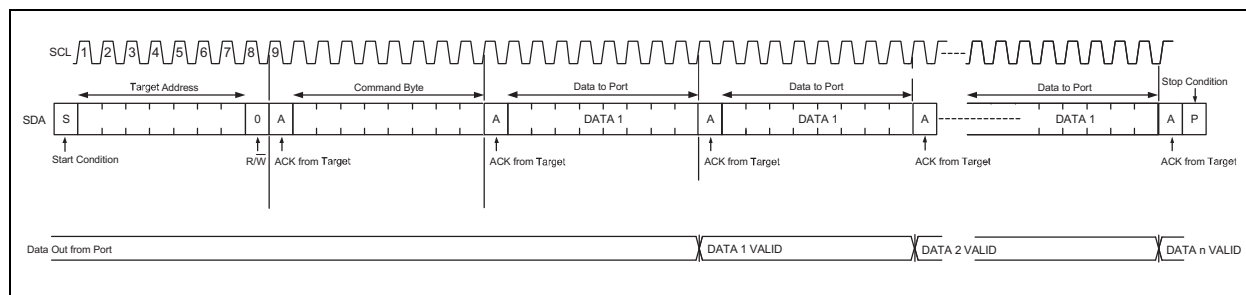 SCL 1 2 3 4 5 6 7 8 9
Target Address Command Byte Data to Port Data to Port Data to Port Stop Condition
SDA S 0 A A DATA 1 A DATA 1 A DATA 1 A P
Start Condition R/W ACK from Target ACK from Target ACK from Target ACK from Target ACK from Target
Data Out from Port DATA 1 VALID DATA 2 VALID DATA n VALID